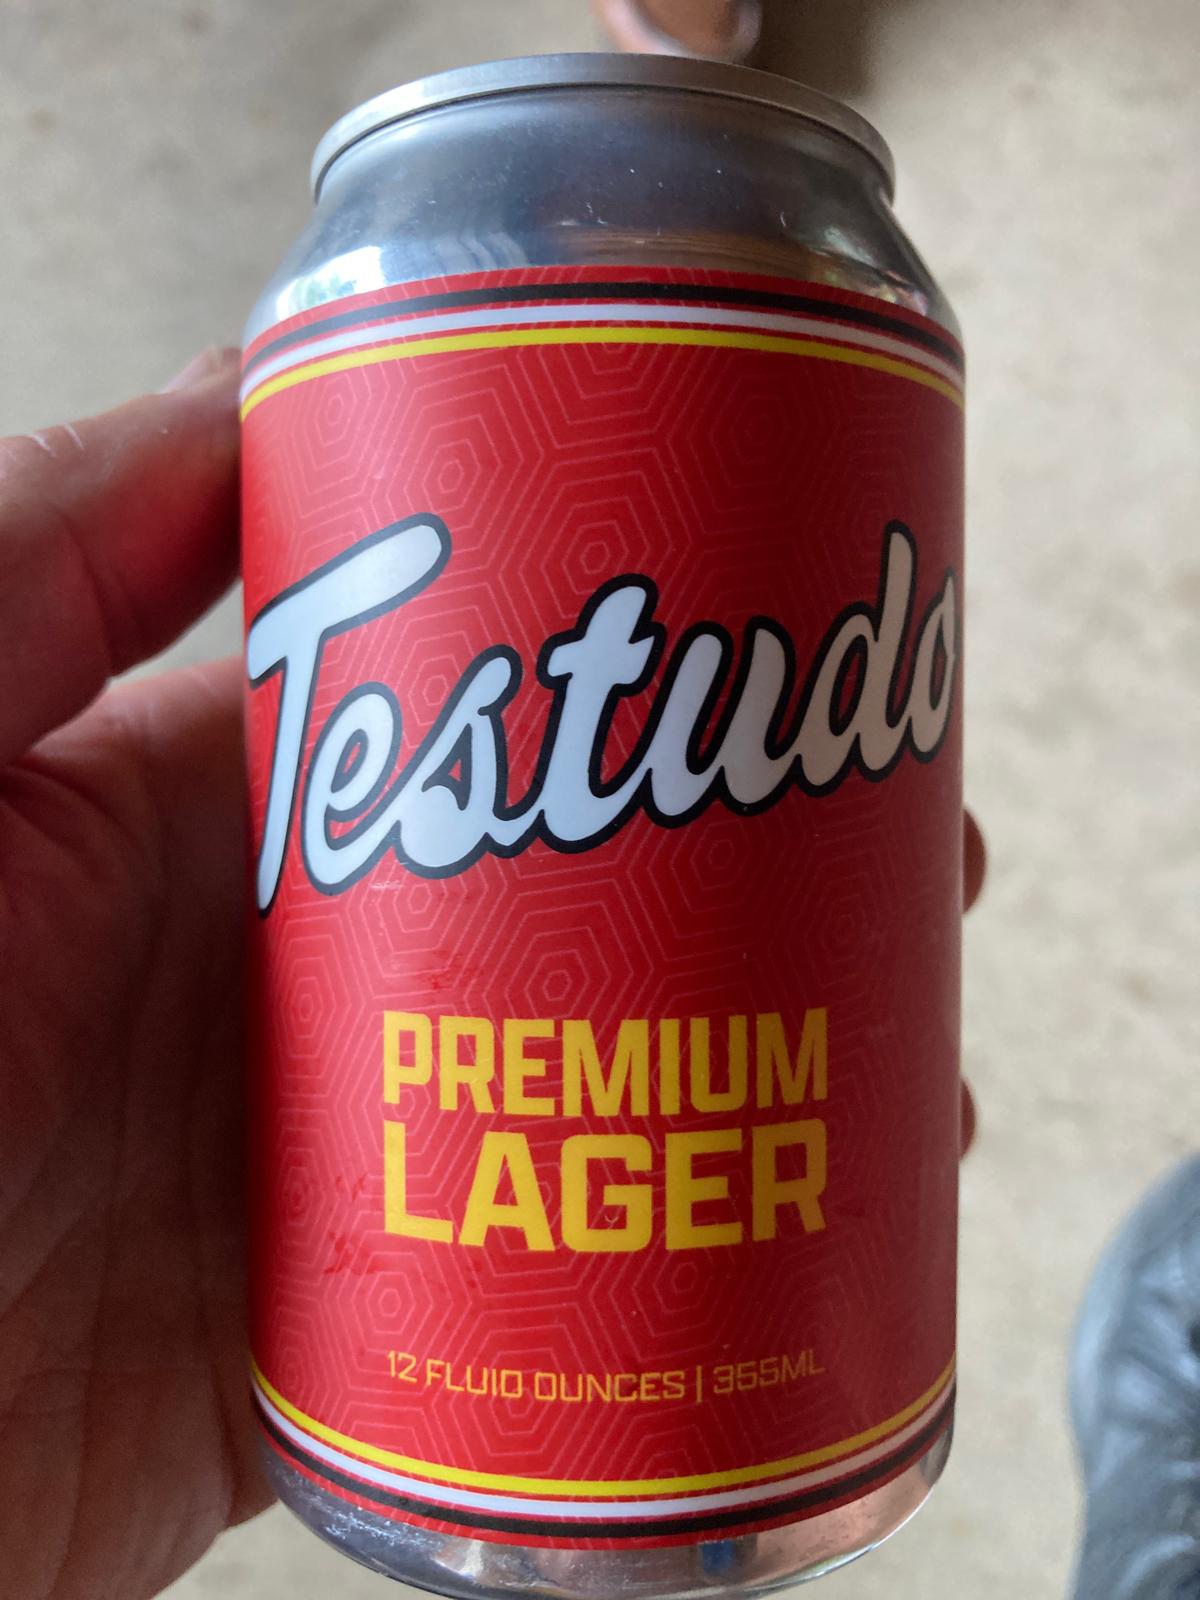 Testudo
PREMIUM
LAGER
12 FLUID OUNCES | 355ML